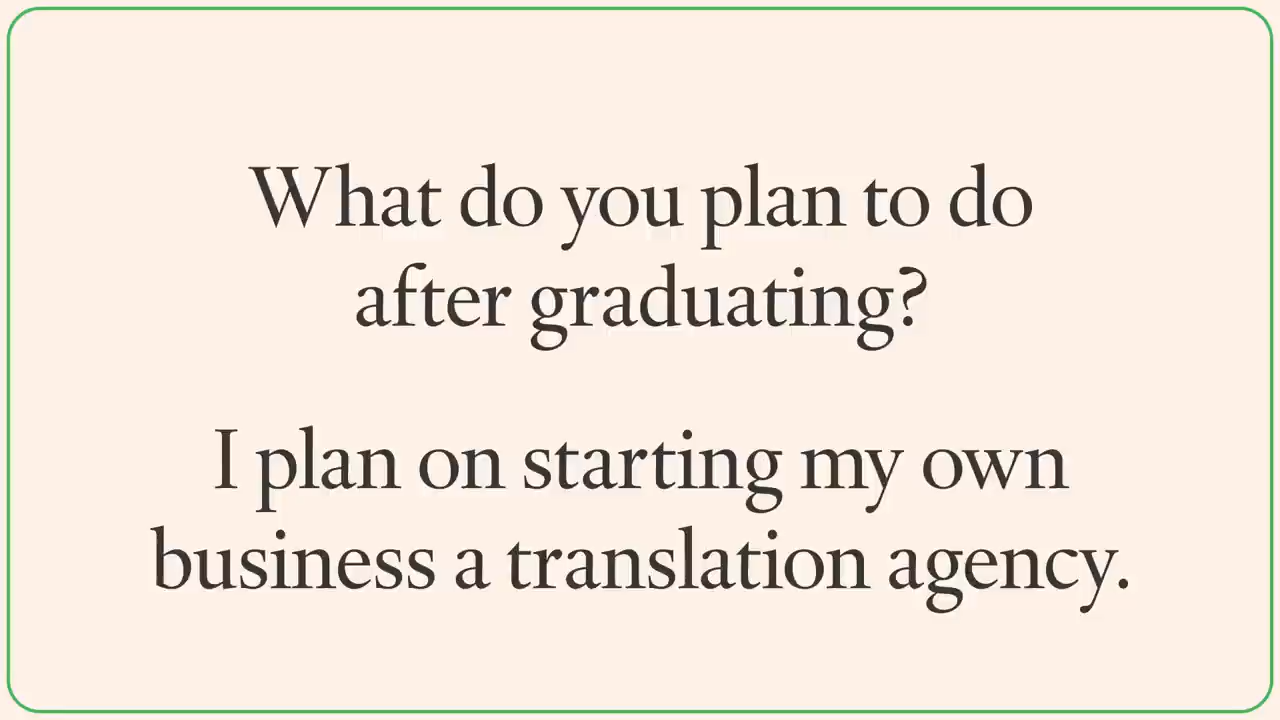 What do you plan to do
after graduating?
I plan on starting my own
business a translation agency.